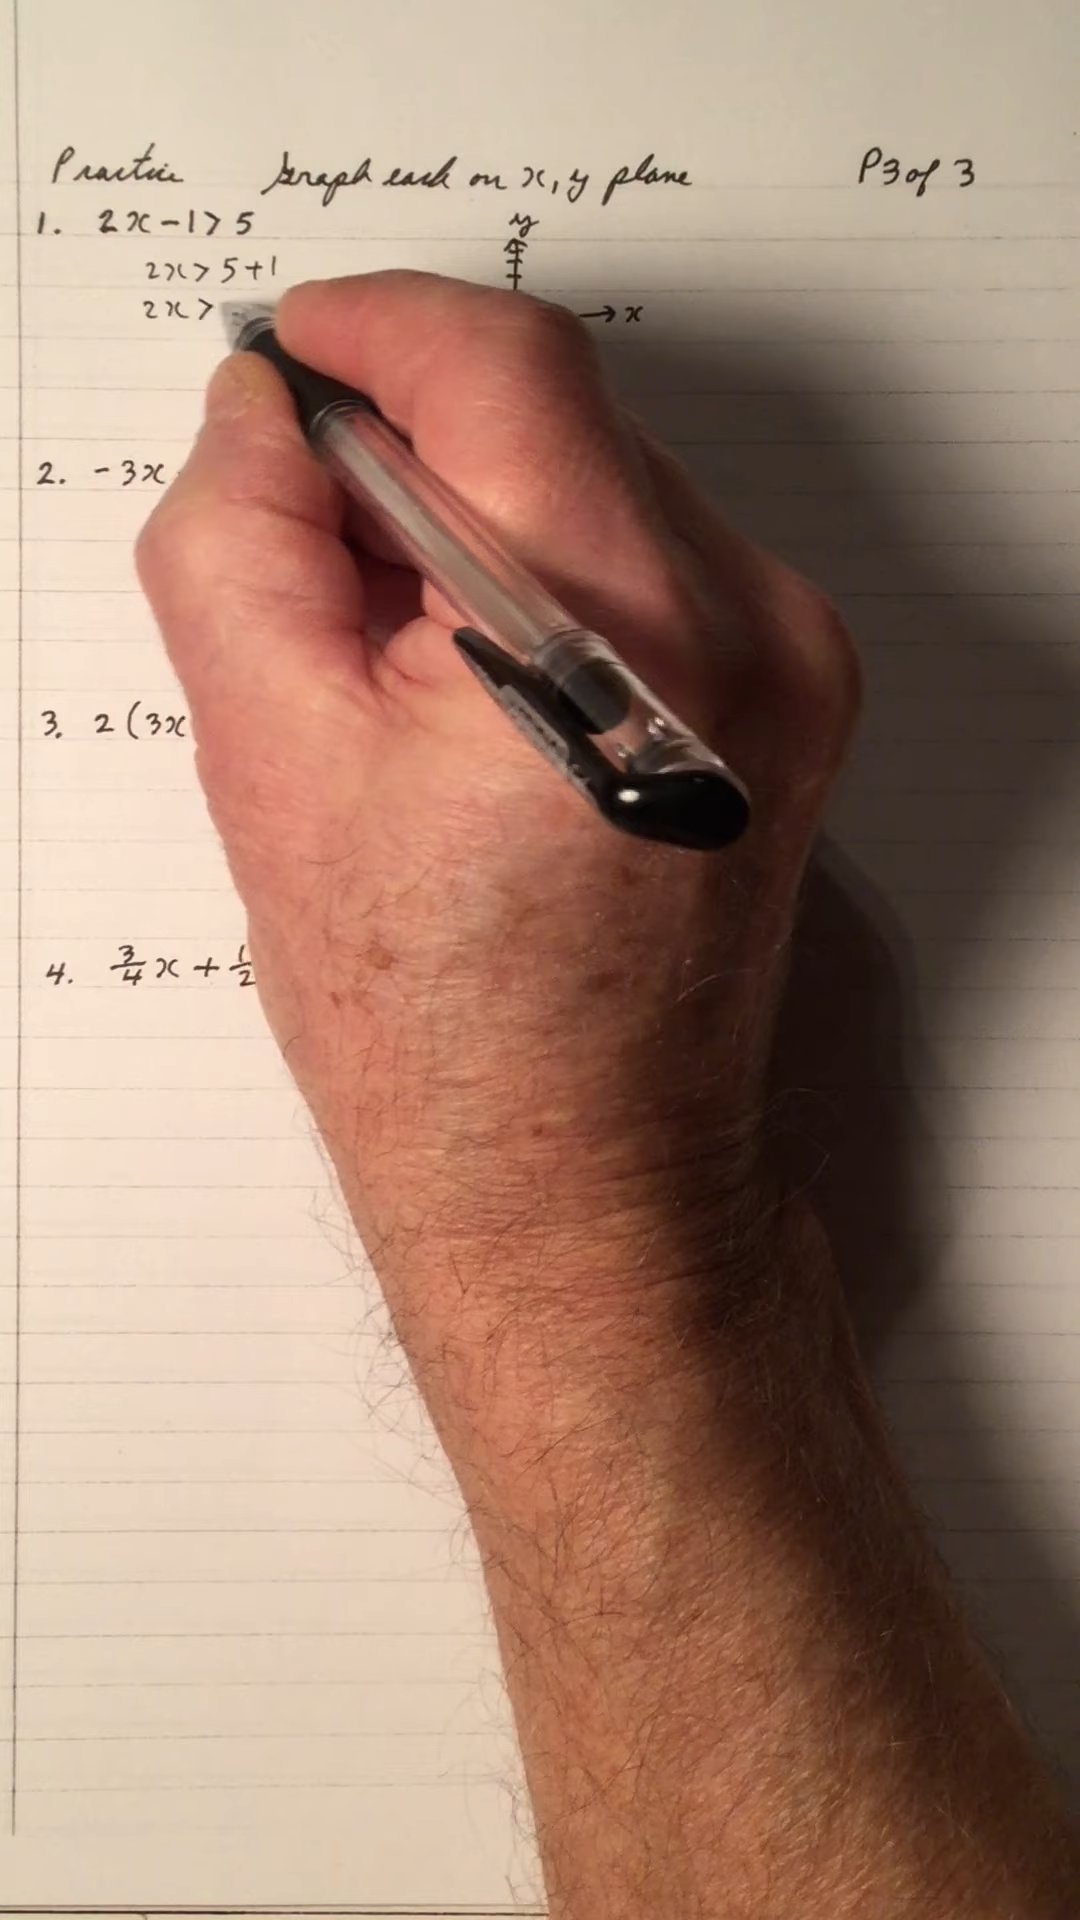 Practice Graph each on x, y plane P3 of 3
1. 2x - 1 > 5
y
2x > 5 + 1
2x >
→ x
2. - 3x
3. 2 ( 3x
4. 3/4 x + 1/2